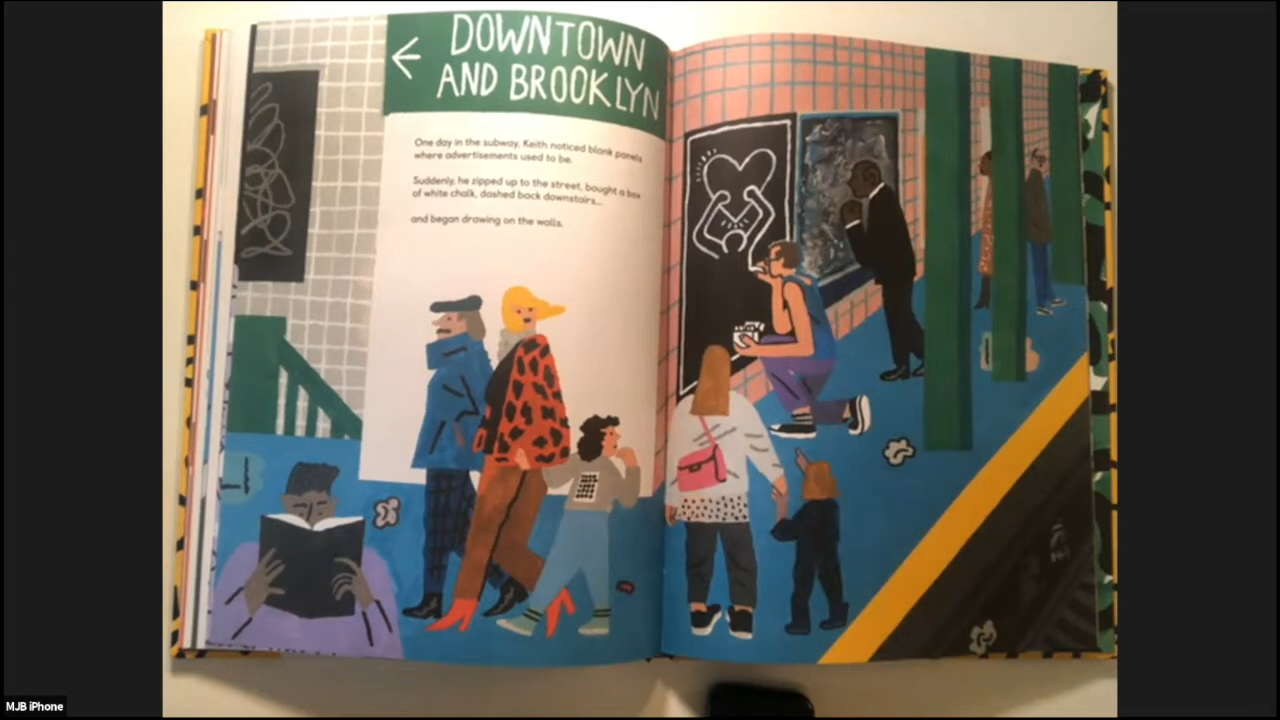 DOWNTOWN
AND BROOKLYN
One day in the subway, Keith noticed blank panels
where advertisements used to be.
Suddenly, he zipped up to the street, bought a box
of white chalk, dashed back downstairs...
and began drawing on the walls.
MJB iPhone